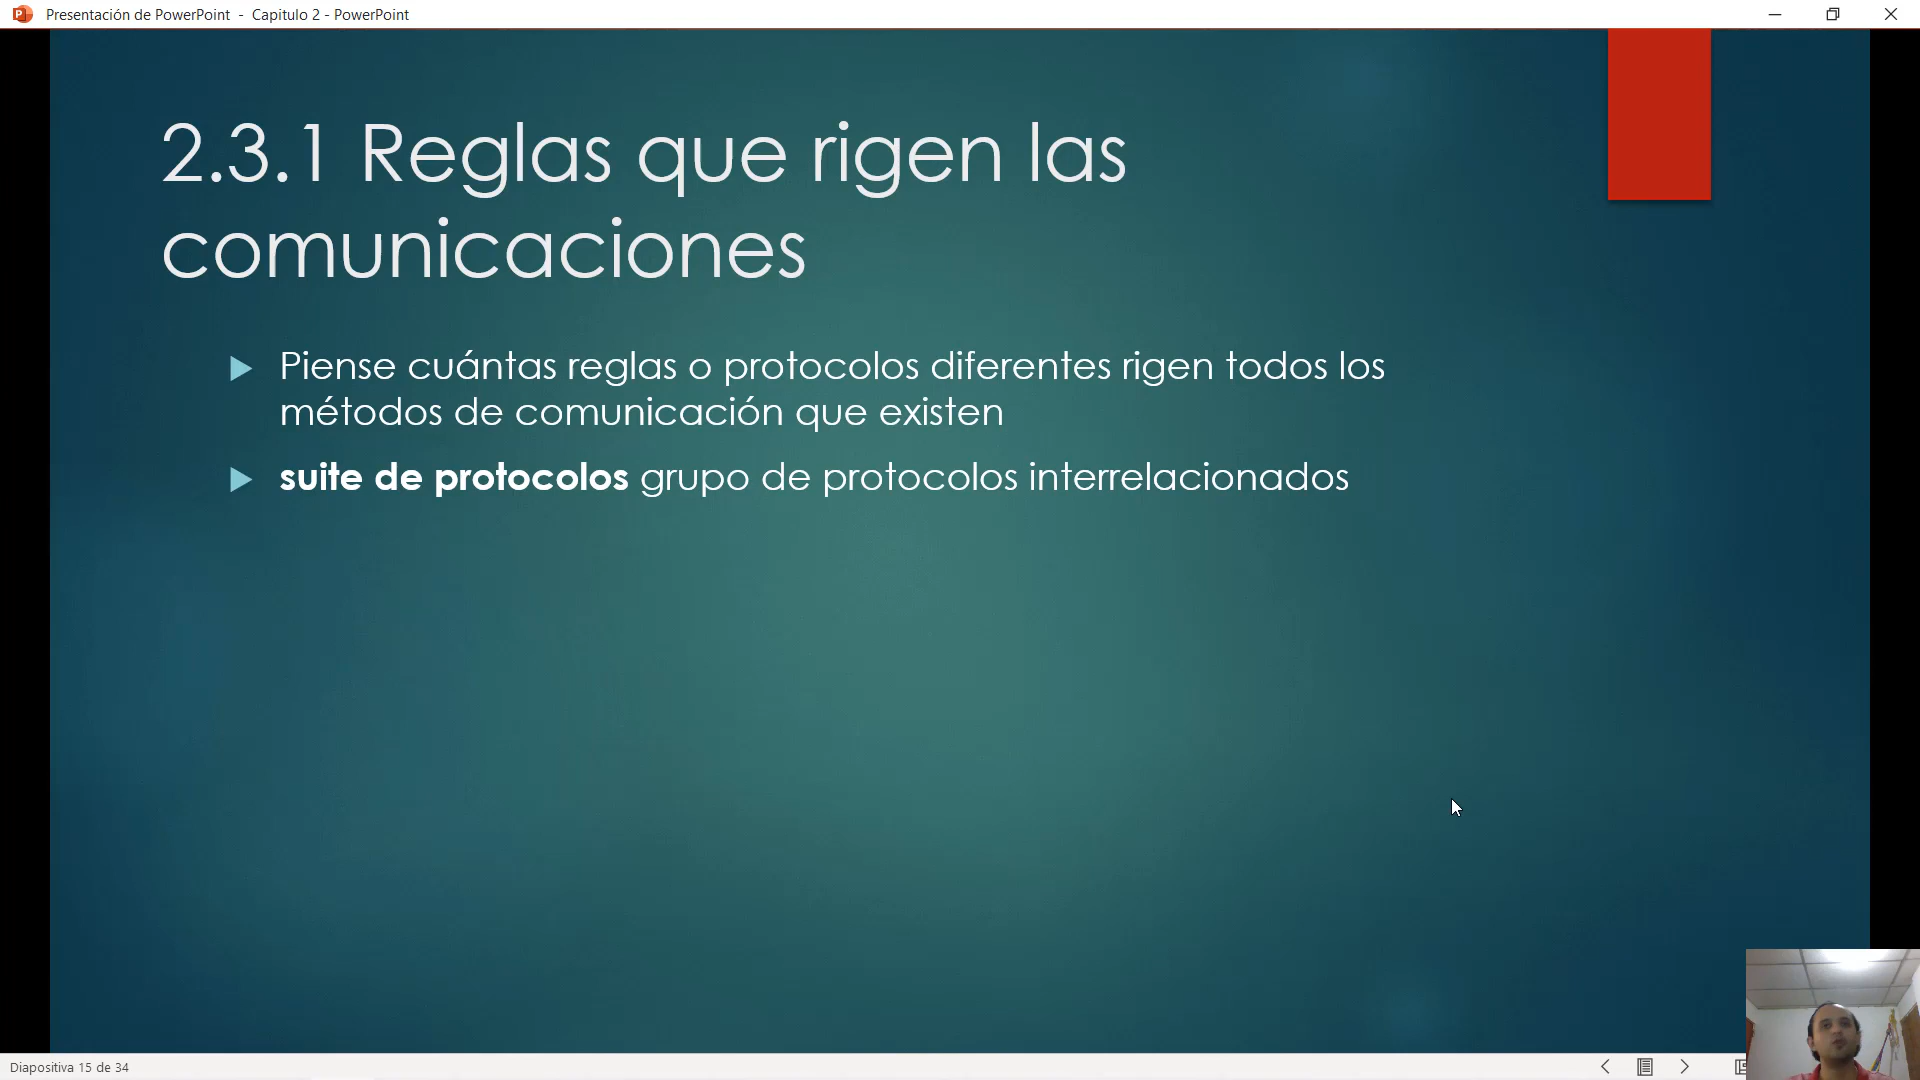 Presentación de PowerPoint - Capitulo 2 - PowerPoint
2.3.1 Reglas que rigen las
comunicaciones
Piense cuántas reglas o protocolos diferentes rigen todos los
métodos de comunicación que existen
suite de protocolos grupo de protocolos interrelacionados
Diapositiva 15 de 34